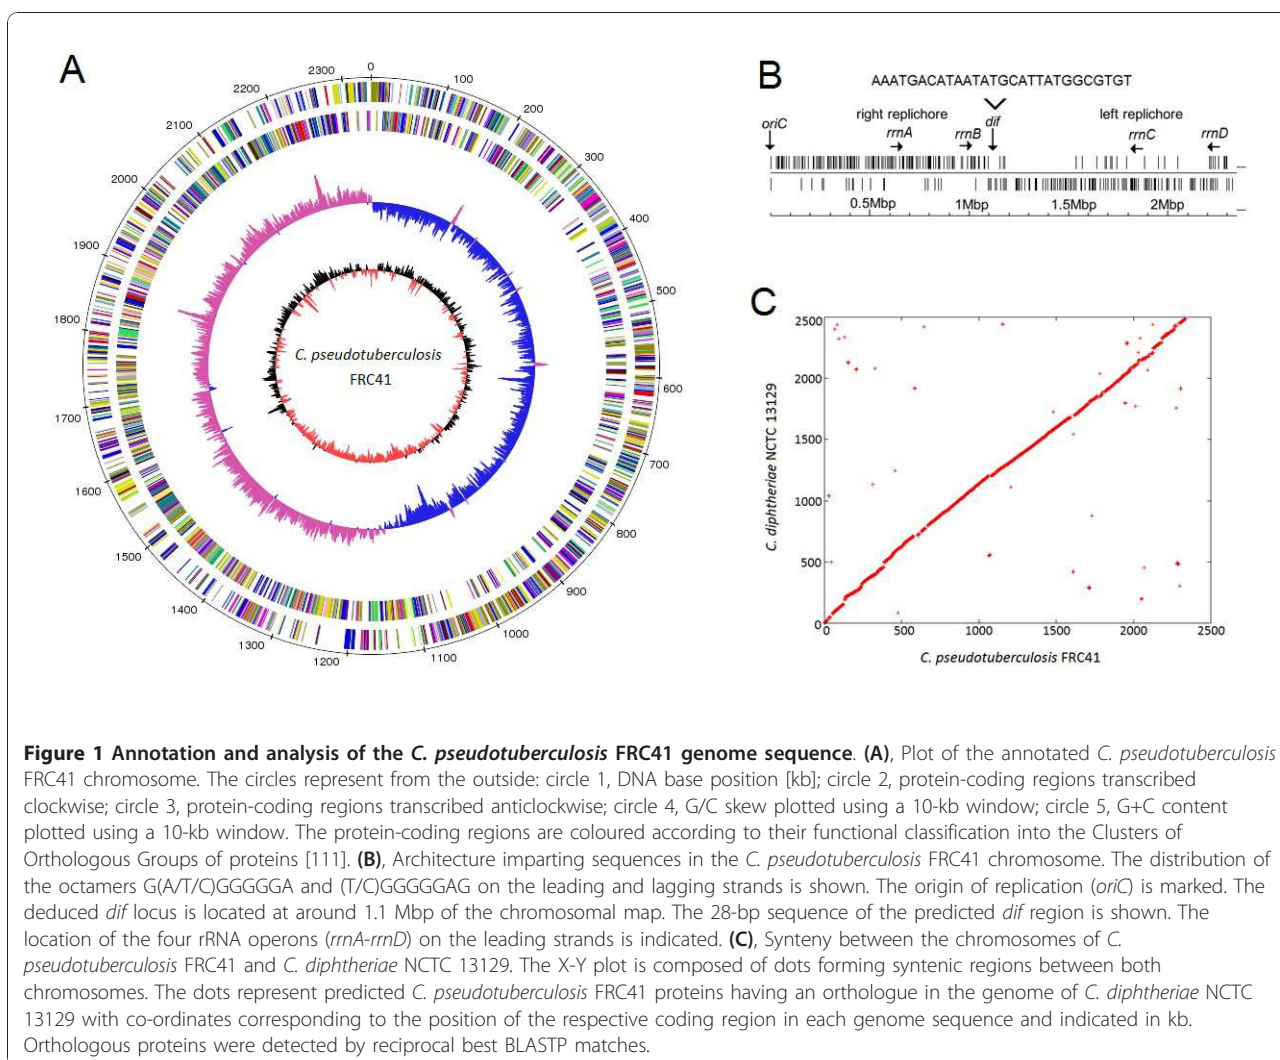 A
0
100
200
300
400
500
600
700
800
900
1000
1100
1200
1300
1400
1500
1600
1700
1800
1900
2000
2100
2200
2300
C. pseudotuberculosis
FRC41
B
AAATGACATAATATGCATTATGGCGTGT
right replichore
left replichore
oriC
rrnA
rrnB
dif
rrnC
rrnD
0.5Mbp
1Mbp
1.5Mbp
2Mbp
C
2500
2000
1500
1000
500
0
C. diphtheriae NCTC 13129
0
500
1000
1500
2000
2500
C. pseudotuberculosis FRC41
Figure 1 Annotation and analysis of the C. pseudotuberculosis FRC41 genome sequence. (A), Plot of the annotated C. pseudotuberculosis
FRC41 chromosome. The circles represent from the outside: circle 1, DNA base position [kb]; circle 2, protein-coding regions transcribed
clockwise; circle 3, protein-coding regions transcribed anticlockwise; circle 4, G/C skew plotted using a 10-kb window; circle 5, G+C content
plotted using a 10-kb window. The protein-coding regions are coloured according to their functional classification into the Clusters of
Orthologous Groups of proteins [111]. (B), Architecture imparting sequences in the C. pseudotuberculosis FRC41 chromosome. The distribution of
the octamers G(A/T/C)GGGGGA and (T/C)GGGGGAG on the leading and lagging strands is shown. The origin of replication (oriC) is marked. The
deduced dif locus is located at around 1.1 Mbp of the chromosomal map. The 28-bp sequence of the predicted dif region is shown. The
location of the four rRNA operons (rrnA-rrnD) on the leading strands is indicated. (C), Synteny between the chromosomes of C.
pseudotuberculosis FRC41 and C. diphtheriae NCTC 13129. The X-Y plot is composed of dots forming syntenic regions between both
chromosomes. The dots represent predicted C. pseudotuberculosis FRC41 proteins having an orthologue in the genome of C. diphtheriae NCTC
13129 with co-ordinates corresponding to the position of the respective coding region in each genome sequence and indicated in kb.
Orthologous proteins were detected by reciprocal best BLASTP matches.